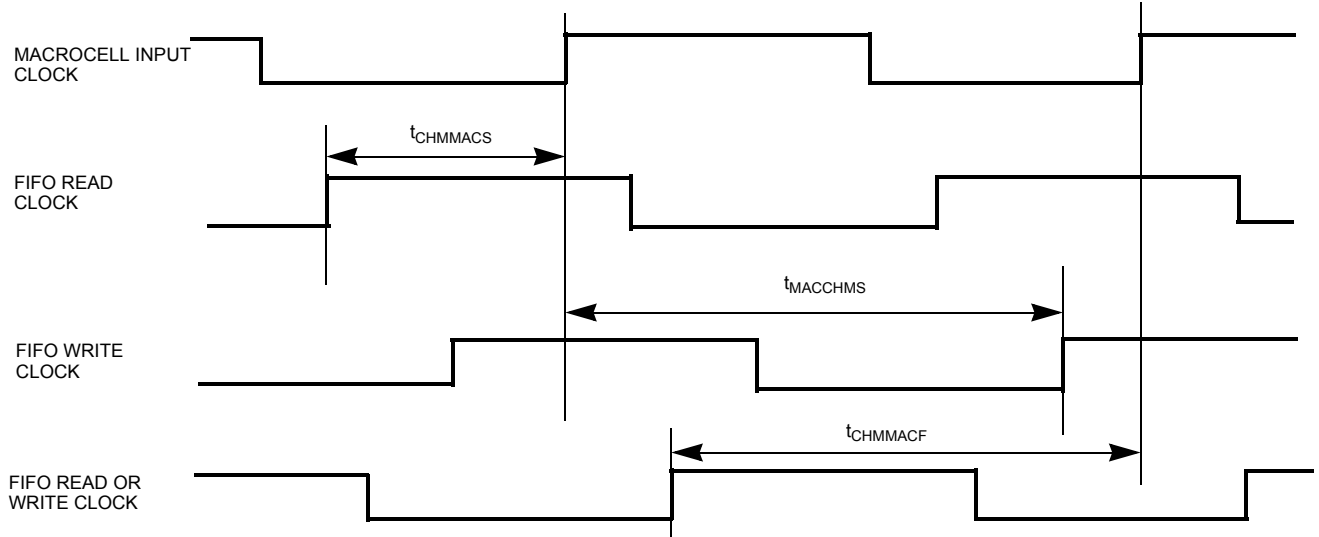 MACROCELL INPUT
CLOCK
tCHMMACS
FIFO READ
CLOCK
tMACCHMS
FIFO WRITE
CLOCK
tCHMMACF
FIFO READ OR
WRITE CLOCK